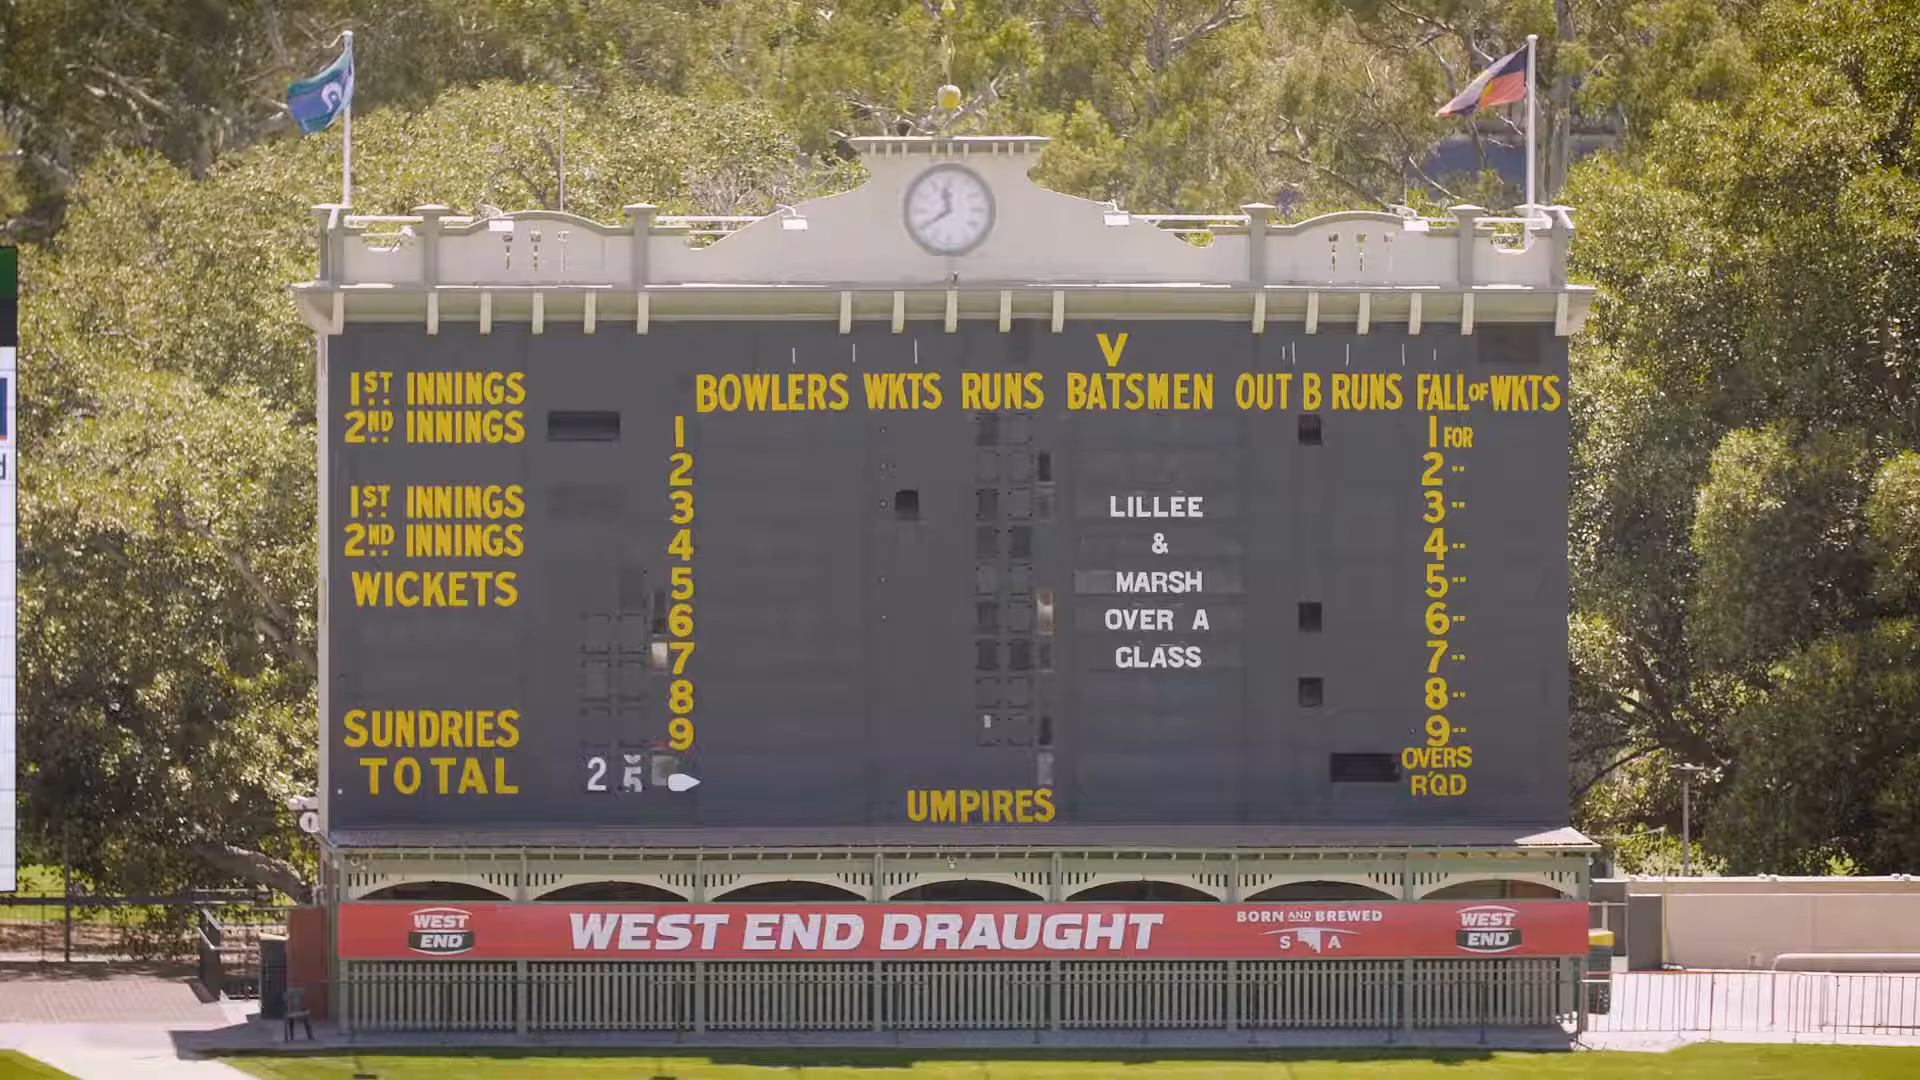 V
1ST INNINGS
2ND INNINGS
1ST INNINGS
2ND INNINGS
WICKETS
SUNDRIES
TOTAL 2
BOWLERS WKTS RUNS BATSMEN OUT B RUNS FALL OF WKTS
1
2
3
4
5
6
7
8
9
LILLEE
&
MARSH
OVER A
GLASS
1 FOR
2 "
3 "
4 "
5 "
6 "
7 "
8 "
9 "
OVERS
R'QD
UMPIRES
WEST
END
WEST END DRAUGHT
BORN AND BREWED
S A
WEST
END